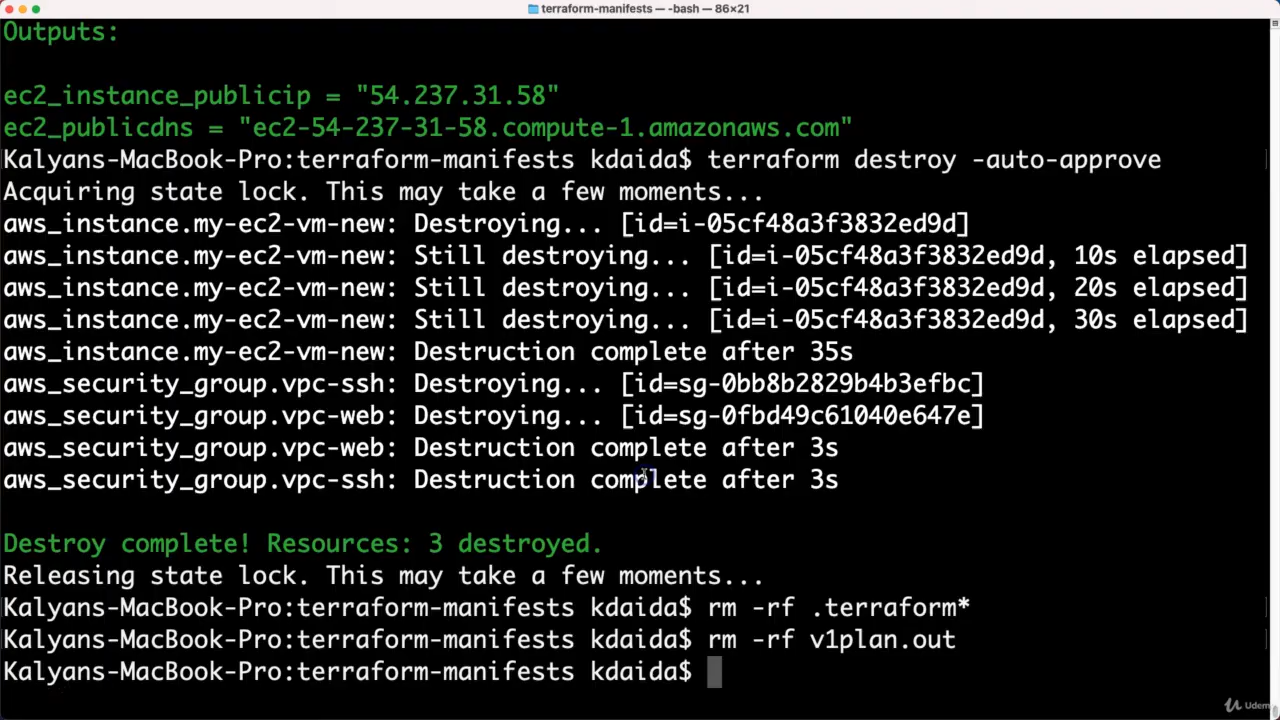 terraform-manifests — -bash — 86×21
Outputs:
ec2_instance_publicip = "54.237.31.58"
ec2_publicdns = "ec2-54-237-31-58.compute-1.amazonaws.com"
Kalyans-MacBook-Pro:terraform-manifests kdaida$ terraform destroy -auto-approve
Acquiring state lock. This may take a few moments...
aws_instance.my-ec2-vm-new: Destroying... [id=i-05cf48a3f3832ed9d]
aws_instance.my-ec2-vm-new: Still destroying... [id=i-05cf48a3f3832ed9d, 10s elapsed]
aws_instance.my-ec2-vm-new: Still destroying... [id=i-05cf48a3f3832ed9d, 20s elapsed]
aws_instance.my-ec2-vm-new: Still destroying... [id=i-05cf48a3f3832ed9d, 30s elapsed]
aws_instance.my-ec2-vm-new: Destruction complete after 35s
aws_security_group.vpc-ssh: Destroying... [id=sg-0bb8b2829b4b3efbc]
aws_security_group.vpc-web: Destroying... [id=sg-0fbd49c61040e647e]
aws_security_group.vpc-web: Destruction complete after 3s
aws_security_group.vpc-ssh: Destruction complete after 3s
Destroy complete! Resources: 3 destroyed.
Releasing state lock. This may take a few moments...
Kalyans-MacBook-Pro:terraform-manifests kdaida$ rm -rf .terraform*
Kalyans-MacBook-Pro:terraform-manifests kdaida$ rm -rf v1plan.out
Kalyans-MacBook-Pro:terraform-manifests kdaida$
Udem